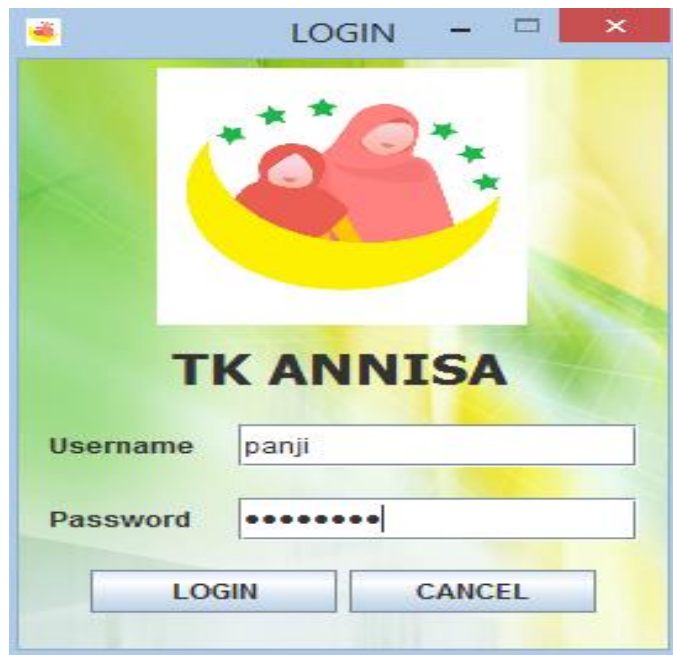 LOGIN
TK ANNISA
Username panji
Password ••••••••
LOGIN CANCEL